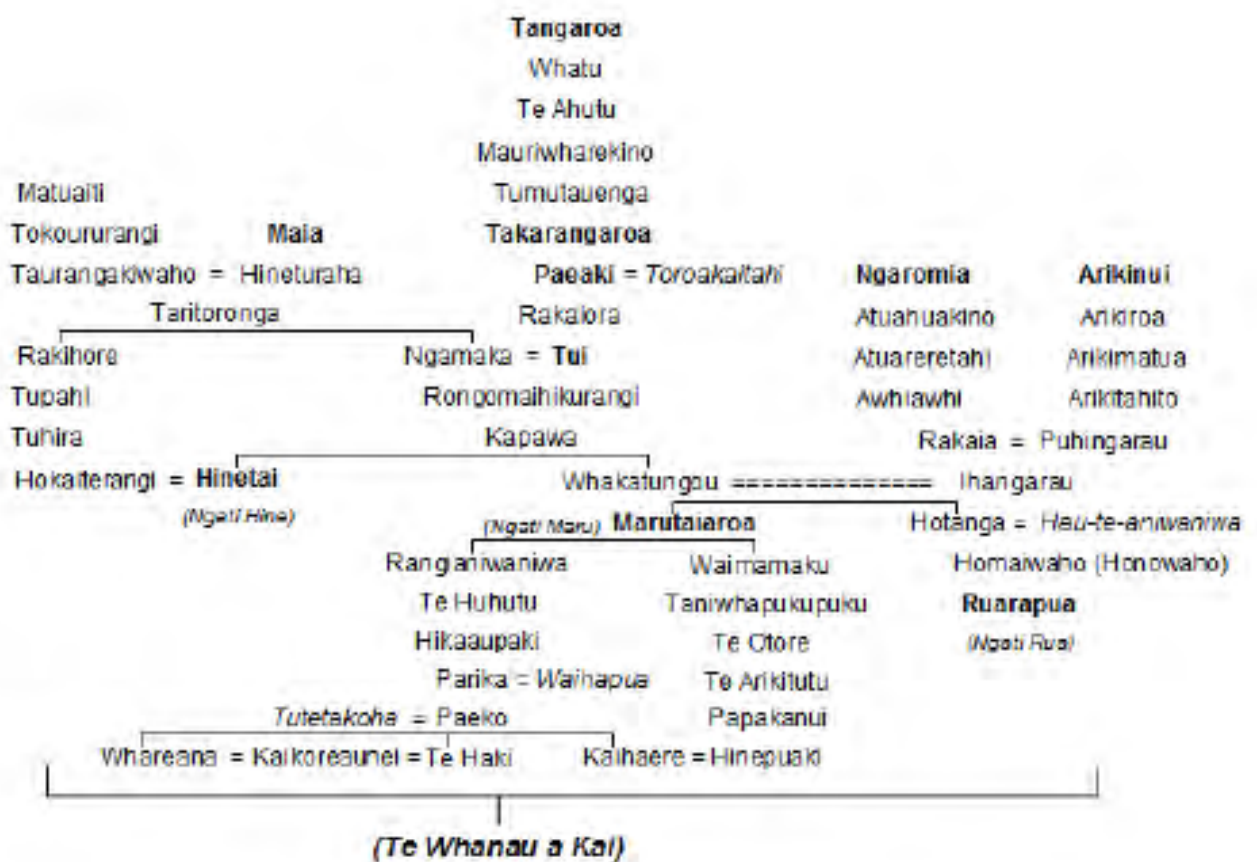 Tangaroa
Whatu
Te Ahutu
Mauriwharekino
Matuaiti Tumutauenga
Tokoururangi Maia Takarangaroa
Taurangakiwaho = Hineturaha Paeaki = Toroakaitahi Ngaromia Arikinui
Taritoronga Rakaiora Atuahuakino Arikiroa
Rakihore Ngamaka = Tui Atuareretahi Arikimatua
Tupahi Rongomaihikurangi Awhiawhi Arikitahito
Tuhira Kapawa Rakaia = Puhingarau
Hokaiterangi = Hinetai Whakatungou ============== Ihangarau
(Ngati Hine) (Ngati Maru) Marutaiaroa Hotanga = Hau-te-aniwaniwa
Rangianiwaniwa Waimamaku Homaiwaho (Honowaho)
Te Huhutu Taniwhapukupuku Ruarapua
Hikaaupaki Te Otore (Ngati Rua)
Parika = Waihapua Te Arikitutu
Tutetakoha = Paeko Papakanui
Whareana = Kaikoreaunei = Te Haki Kaihaere = Hinepuaki
(Te Whanau a Kai)